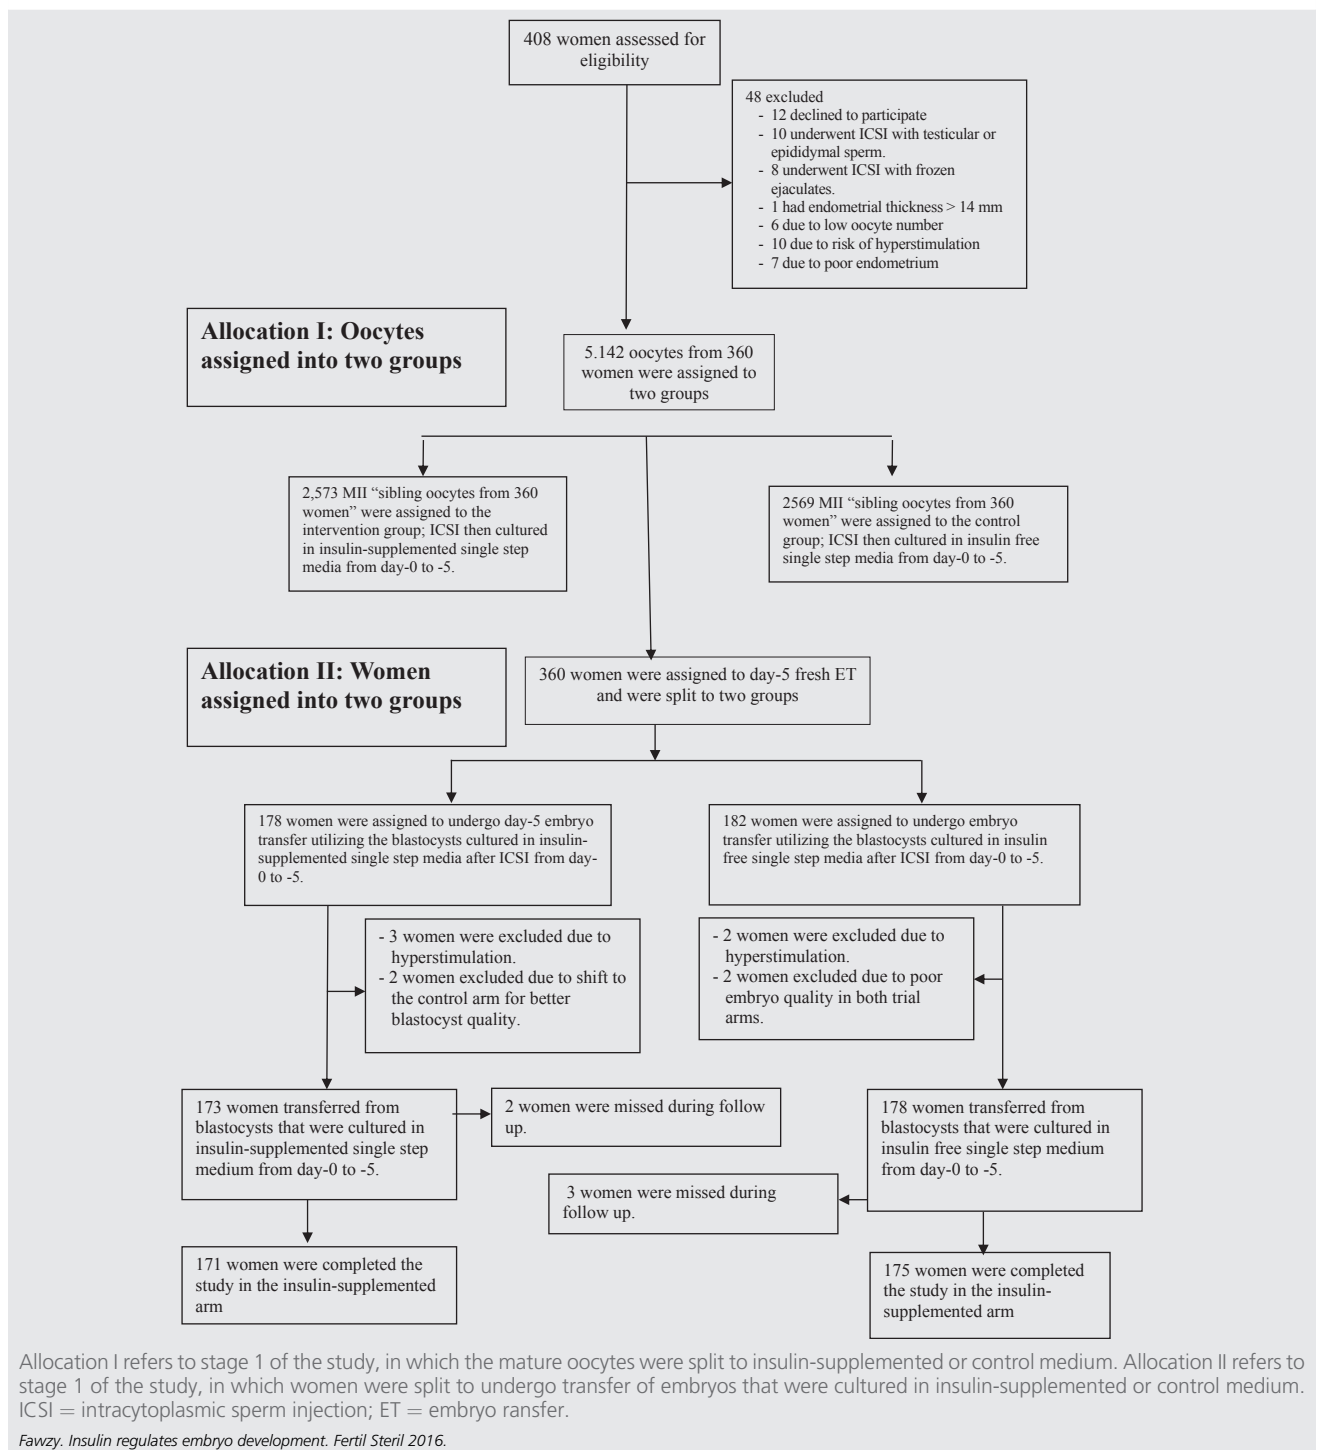 408 women assessed for
eligibility
48 excluded
- 12 declined to participate
- 10 underwent ICSI with testicular or
epididymal sperm.
- 8 underwent ICSI with frozen
ejaculates.
- 1 had endometrial thickness > 14 mm
- 6 due to low oocyte number
- 10 due to risk of hyperstimulation
- 7 due to poor endometrium
Allocation I: Oocytes
assigned into two groups
5.142 oocytes from 360
women were assigned to
two groups
2,573 MII “sibling oocytes from 360
women” were assigned to the
intervention group; ICSI then cultured
in insulin-supplemented single step
media from day-0 to -5.
2569 MII “sibling oocytes from 360
women” were assigned to the control
group; ICSI then cultured in insulin free
single step media from day-0 to -5.
Allocation II: Women
assigned into two groups
360 women were assigned to day-5 fresh ET
and were split to two groups
178 women were assigned to undergo day-5 embryo
transfer utilizing the blastocysts cultured in insulin-
supplemented single step media after ICSI from day-
0 to -5.
182 women were assigned to undergo embryo
transfer utilizing the blastocysts cultured in insulin
free single step media after ICSI from day-0 to -5.
- 3 women were excluded due to
hyperstimulation.
- 2 women excluded due to shift to
the control arm for better
blastocyst quality.
- 2 women were excluded due to
hyperstimulation.
- 2 women excluded due to poor
embryo quality in both trial
arms.
173 women transferred from
blastocysts that were cultured in
insulin-supplemented single step
medium from day-0 to -5.
2 women were missed during follow
up.
178 women transferred from
blastocysts that were cultured in
insulin free single step medium
from day-0 to -5.
3 women were missed during
follow up.
171 women were completed the
study in the insulin-supplemented
arm
175 women were completed
the study in the insulin-
supplemented arm
Allocation I refers to stage 1 of the study, in which the mature oocytes were split to insulin-supplemented or control medium. Allocation II refers to
stage 1 of the study, in which women were split to undergo transfer of embryos that were cultured in insulin-supplemented or control medium.
ICSI = intracytoplasmic sperm injection; ET = embryo ransfer.
Fawzy. Insulin regulates embryo development. Fertil Steril 2016.